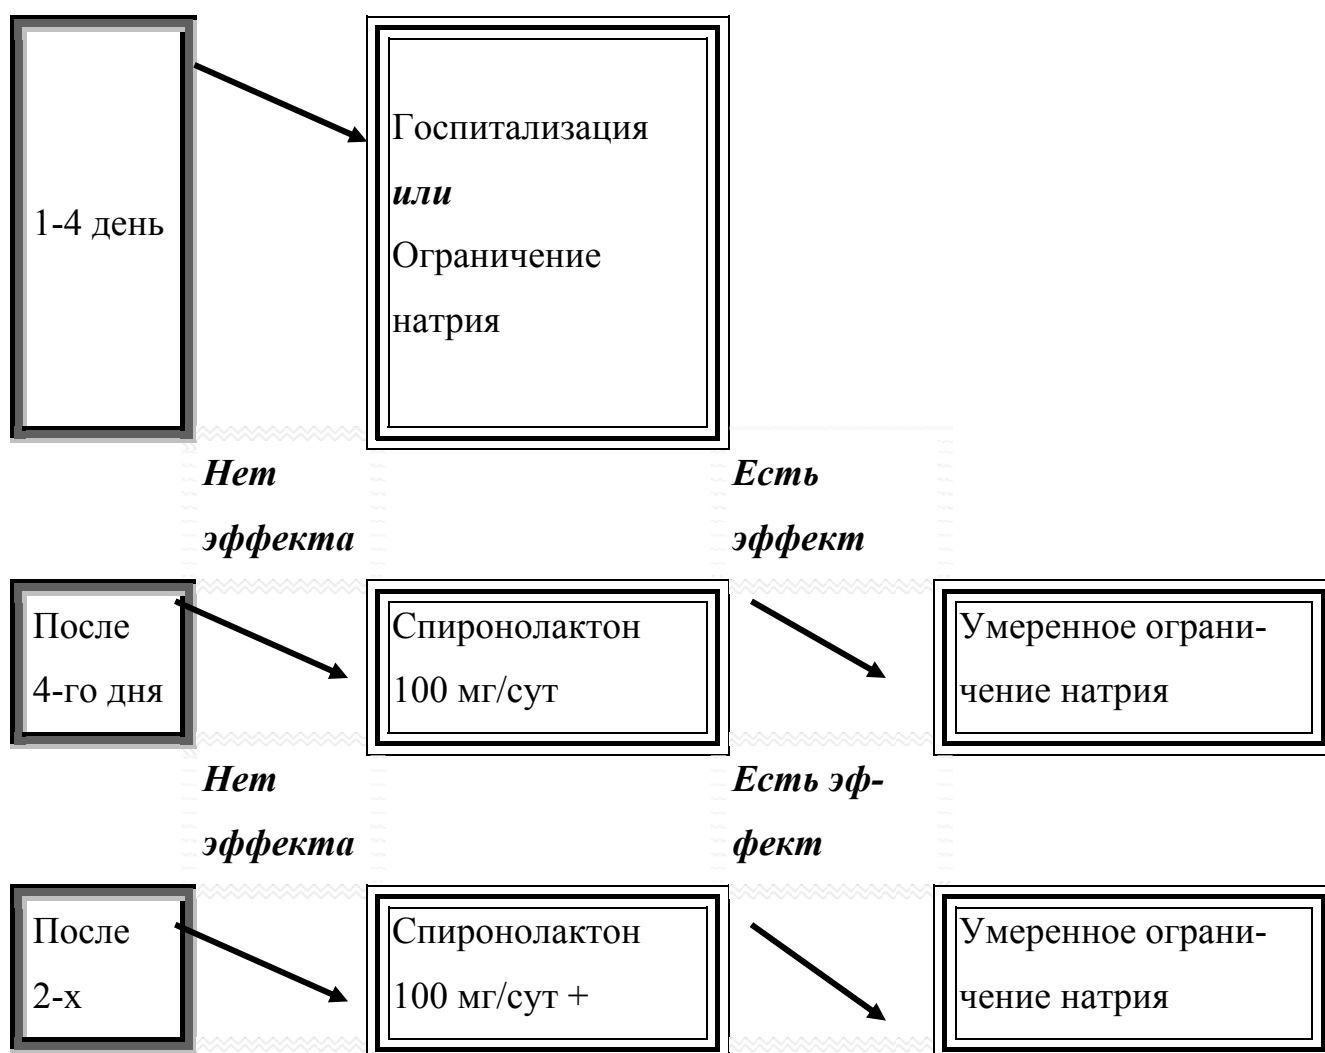 1-4 день
Госпитализация
или
Ограничение
натрия
Нет
эффекта
Есть
эффект
После
4-го дня
Спиронолактон
100 мг/сут
Умеренное ограни-
чение натрия
Нет
эффекта
Есть эф-
фект
После
2-х
Спиронолактон
100 мг/сут +
Умеренное ограни-
чение натрия